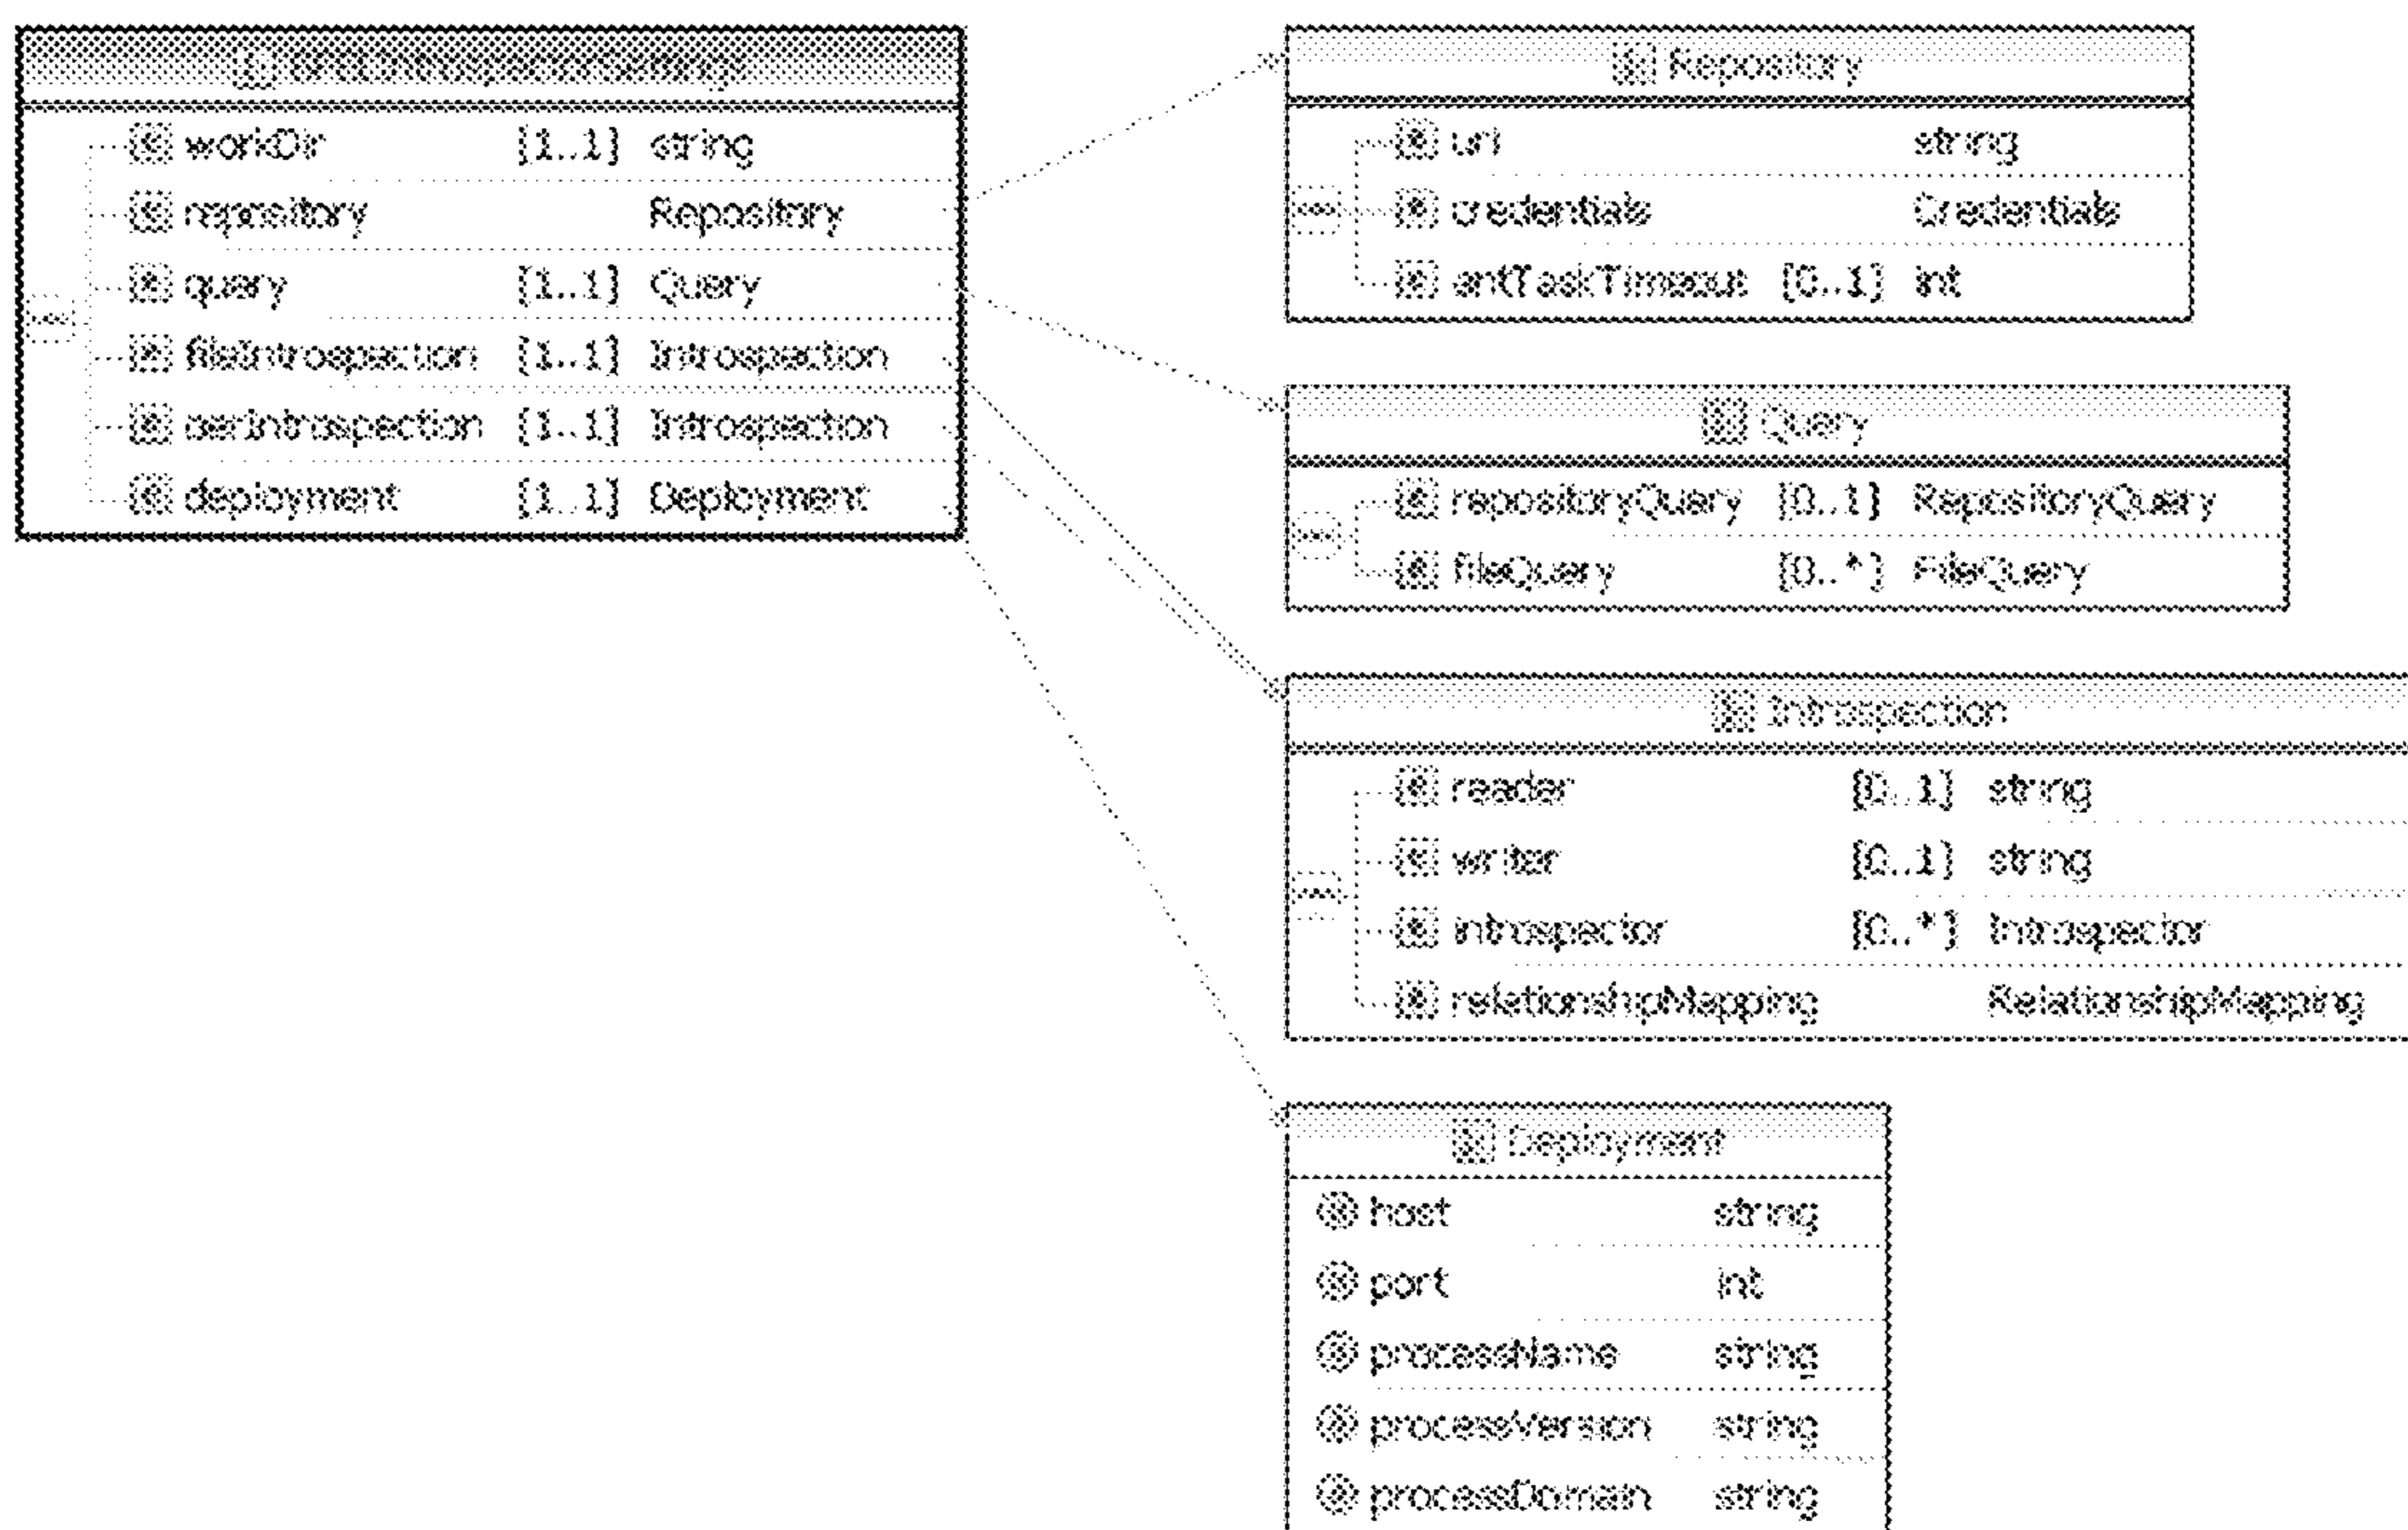 BPELIntrospectorSettings
workDir [1..1] string
repository Repository
query [1..1] Query
fileIntrospection [1..1] Introspection
aerIntrospection [1..1] Introspection
deployment [1..1] Deployment
Repository
url string
credentials Credentials
antTaskTimeout [0..1] int
Query
repositoryQuery [0..1] RepositoryQuery
fileQuery [0..*] FileQuery
Introspection
reader [0..1] string
writer [0..1] string
introspector [0..*] Introspector
relationshipMapping RelationshipMapping
Deployment
host string
port int
processName string
processVersion string
processDomain string